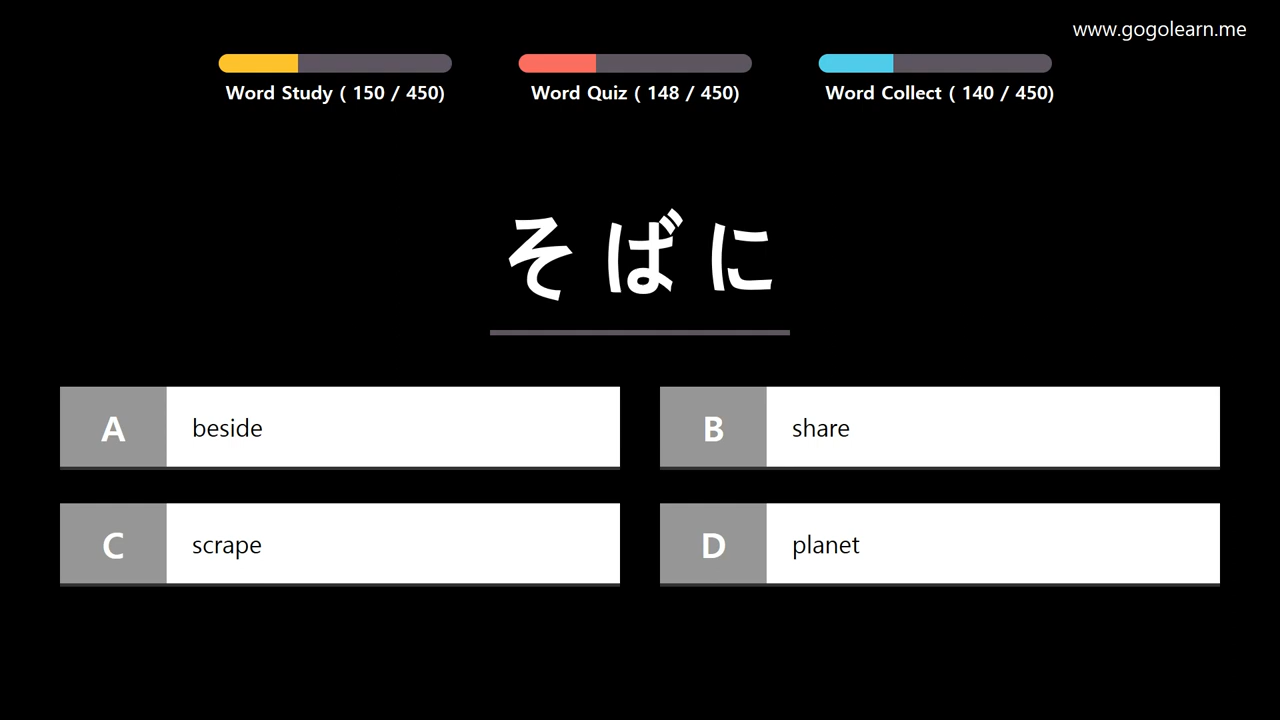 www.gogolearn.me
Word Study ( 150 / 450)
Word Quiz ( 148 / 450)
Word Collect ( 140 / 450)
そばに
A beside
B share
C scrape
D planet